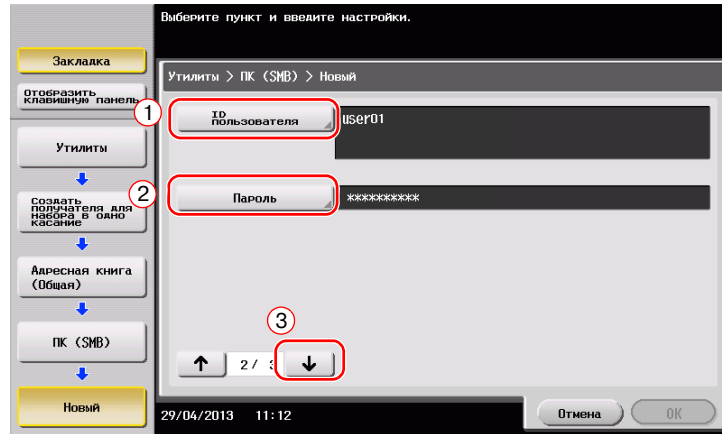 Выберите пункт и введите настройки.
Закладка
Отобразить
клавишную панель
Утилиты
Создать
получателя для
набора в одно
касание
Адресная книга
(Общая)
ПК (SMB)
Новый
Утилиты > ПК (SMB) > Новый
1
ID
пользователя
user01
2
Пароль
**********
3
↑ 2/ 3 ↓
29/04/2013 11:12
Отмена
OK